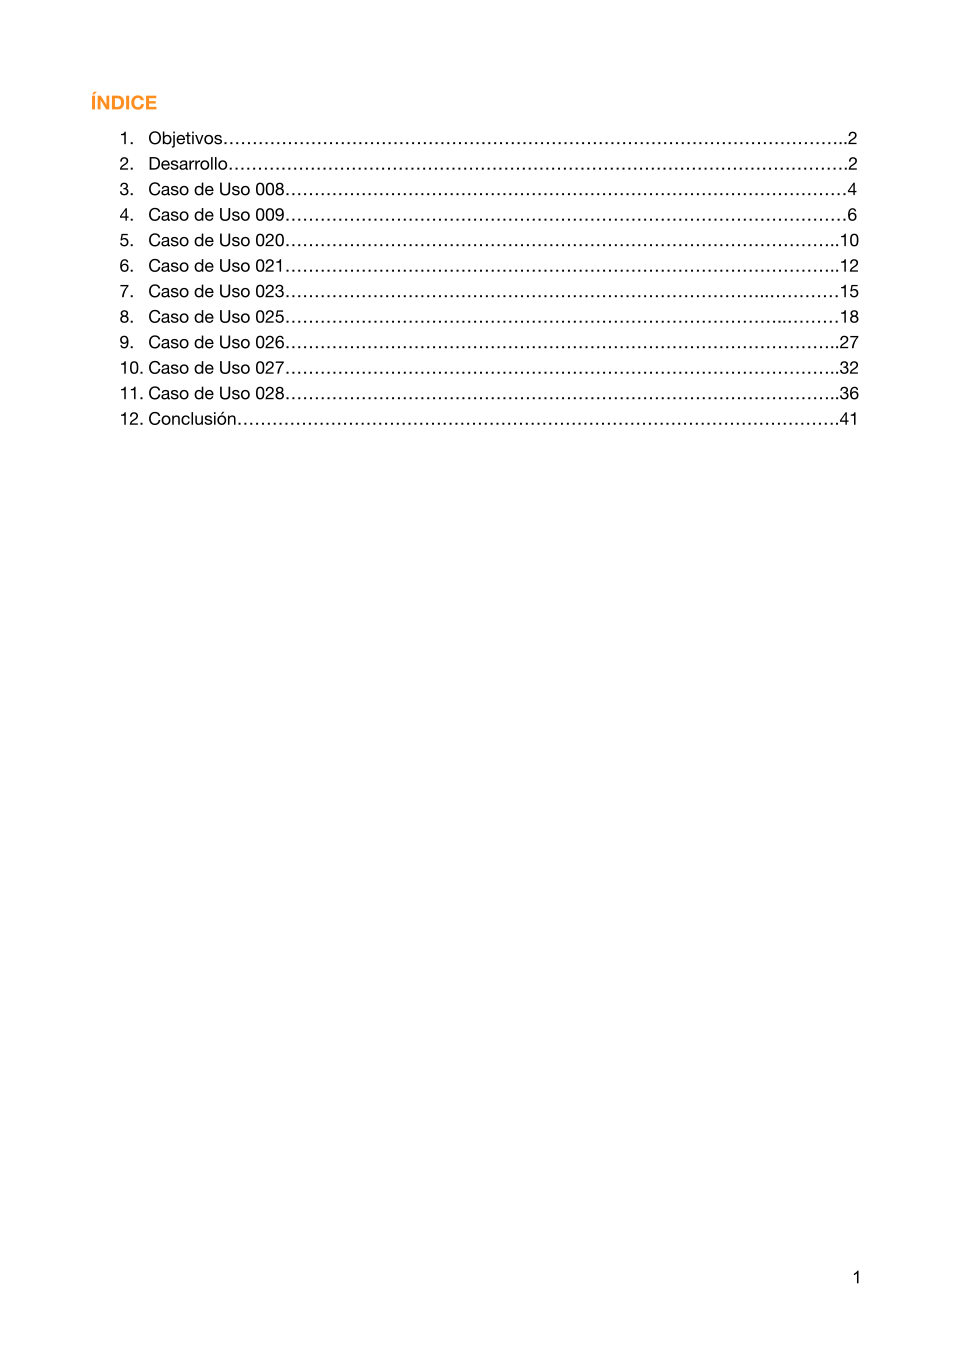 ÍNDICE
1. Objetivos…………………………………………………………………………………………..2
2. Desarrollo………………………………………………………………………………………….2
3. Caso de Uso 008……………………………………………………………………………………4
4. Caso de Uso 009……………………………………………………………………………………6
5. Caso de Uso 020…………………………………………………………………………………..10
6. Caso de Uso 021…………………………………………………………………………………..12
7. Caso de Uso 023………………………………………………………………………..…………15
8. Caso de Uso 025…………………………………………………………………………..………18
9. Caso de Uso 026…………………………………………………………………………………..27
10. Caso de Uso 027…………………………………………………………………………………..32
11. Caso de Uso 028…………………………………………………………………………………..36
12. Conclusión………………………………………………………………………………………….41
1